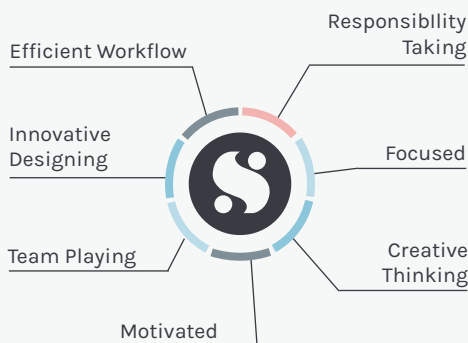 ResponsibIlity
Taking
Efficient Workflow
Innovative
Designing
Focused
Creative
Thinking
Team Playing
Motivated